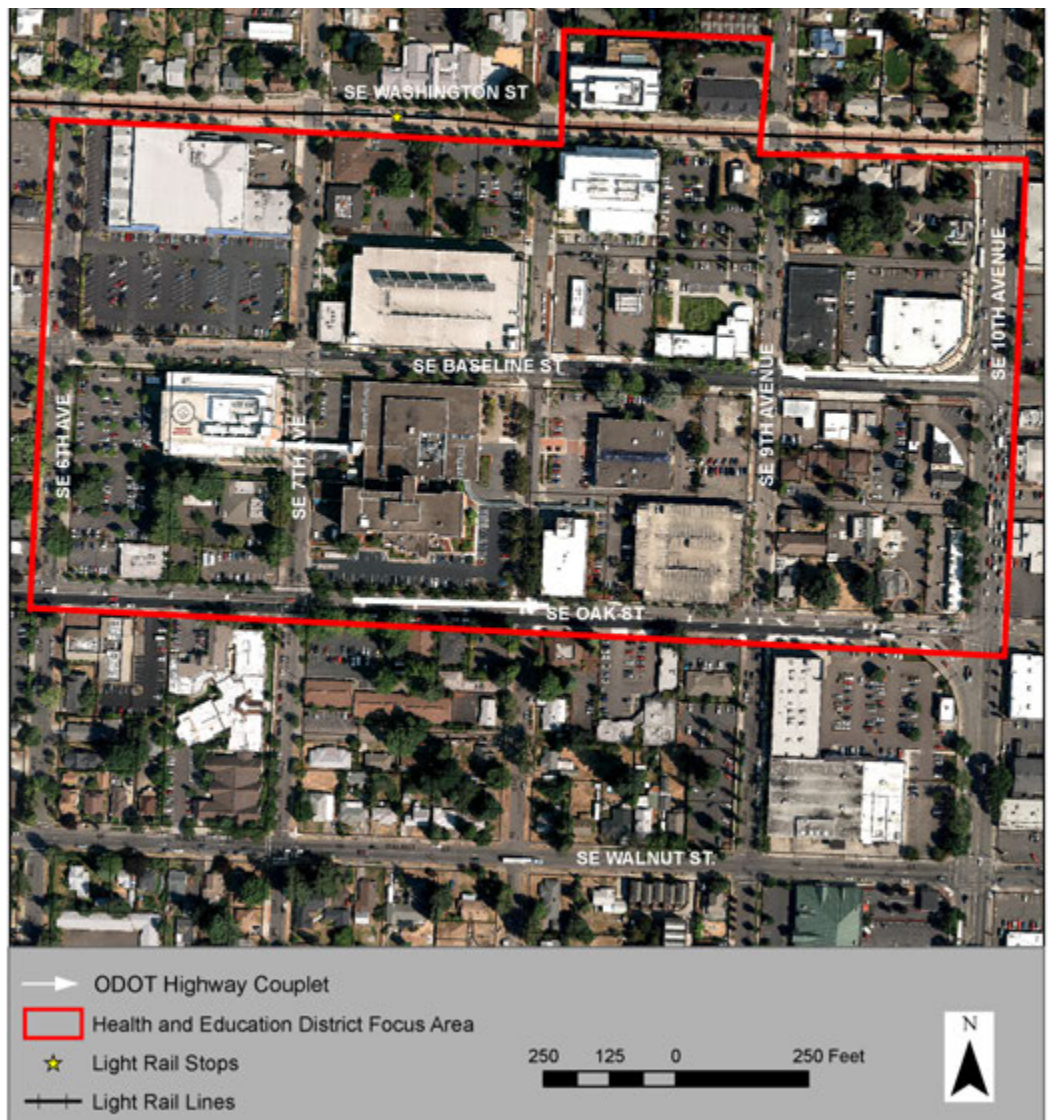 SE WASHINGTON ST
SE BASELINE ST
SE 6TH AVE
SE 7TH AVE
SE 9TH AVENUE
SE 10TH AVENUE
SE OAK ST
SE WALNUT ST.
ODOT Highway Couplet
Health and Education District Focus Area
Light Rail Stops
Light Rail Lines
250 125 0 250 Feet
N